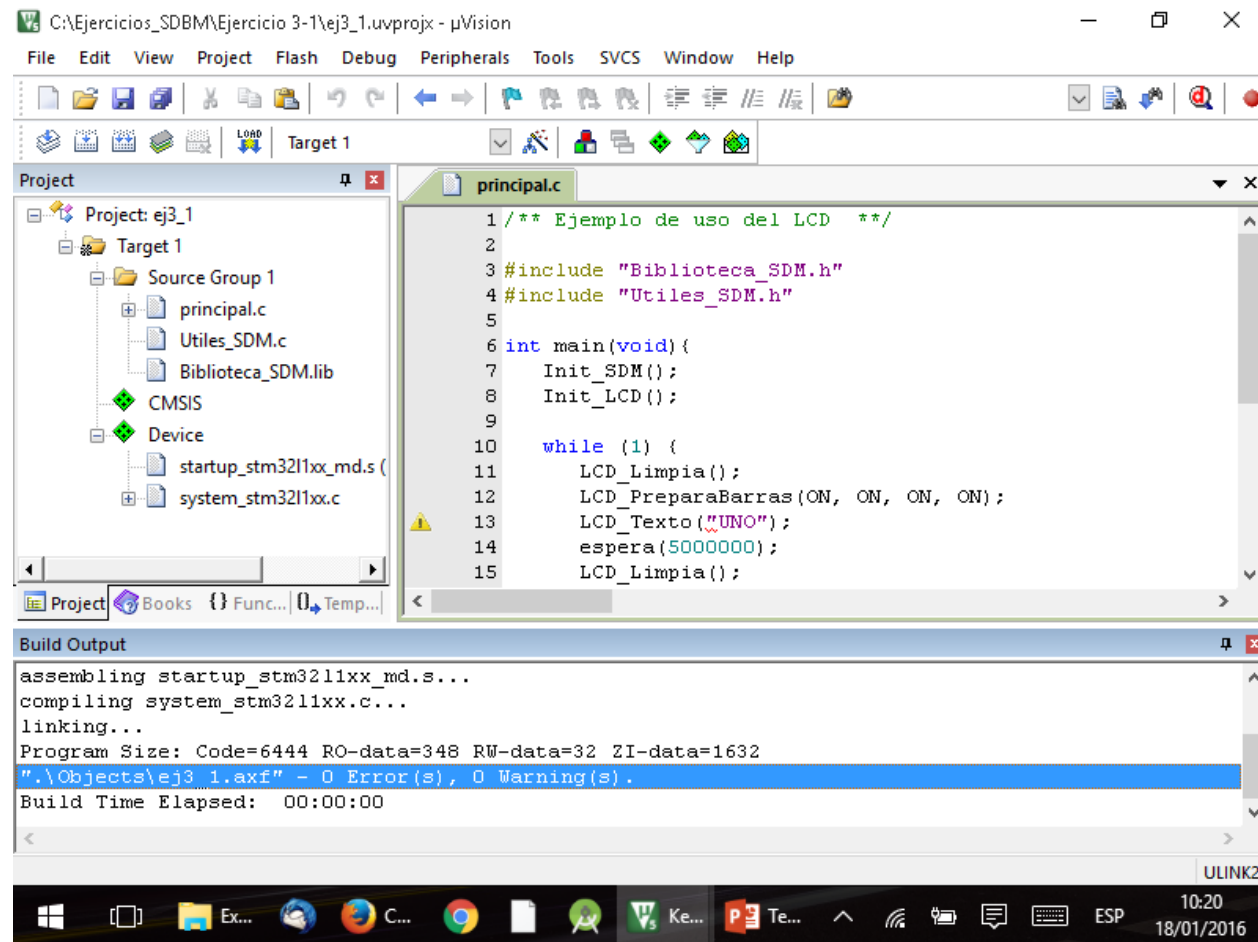 C:\Ejercicios_SDBM\Ejercicio 3-1\ej3_1.uvprojx - µVision
File Edit View Project Flash Debug Peripherals Tools SVCS Window Help
LOAD Target 1
Project
principal.c
Project: ej3_1
Target 1
Source Group 1
principal.c
Utiles_SDM.c
Biblioteca_SDM.lib
CMSIS
Device
startup_stm32l1xx_md.s (
system_stm32l1xx.c
Project Books {} Func... Temp...
1 /** Ejemplo de uso del LCD **/
2
3 #include "Biblioteca_SDM.h"
4 #include "Utiles_SDM.h"
5
6 int main(void){
7 Init_SDM();
8 Init_LCD();
9
10 while (1) {
11 LCD_Limpia();
12 LCD_PreparaBarras(ON, ON, ON, ON);
13 LCD_Texto("UNO");
14 espera(5000000);
15 LCD_Limpia();
Build Output
assembling startup_stm32l1xx_md.s...
compiling system_stm32l1xx.c...
linking...
Program Size: Code=6444 RO-data=348 RW-data=32 ZI-data=1632
".\Objects\ej3_1.axf" - 0 Error(s), 0 Warning(s).
Build Time Elapsed: 00:00:00
ULINK2
Ex... C... Ke... Te... ESP 10:20
18/01/2016